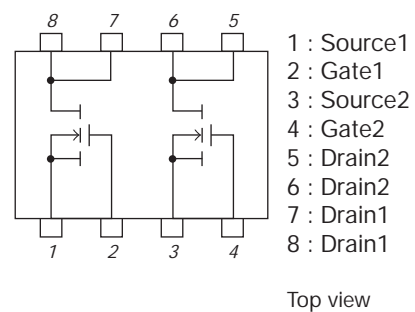 8 7 6 5
1 2 3 4
1 : Source1
2 : Gate1
3 : Source2
4 : Gate2
5 : Drain2
6 : Drain2
7 : Drain1
8 : Drain1
Top view